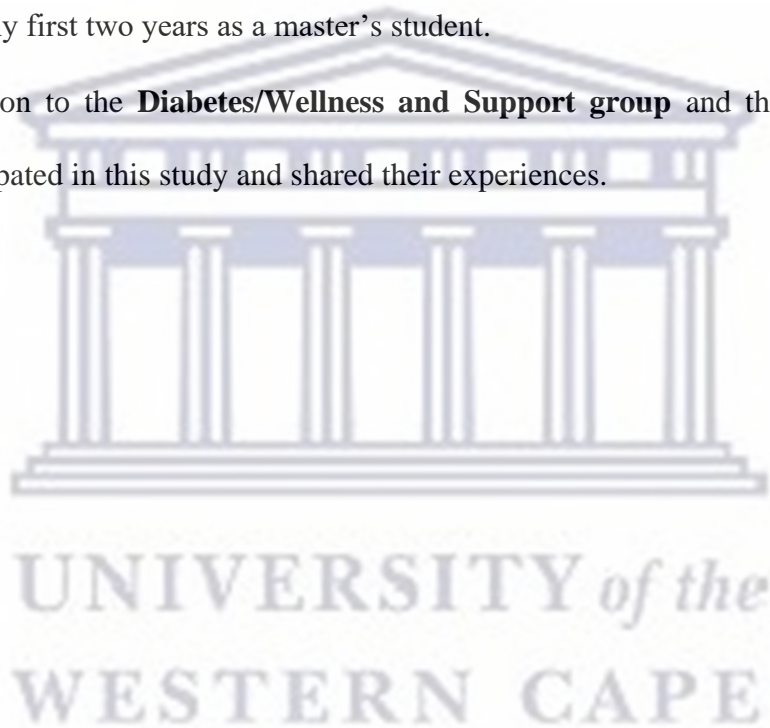 y first two years as a master's student.
on to the Diabetes/Wellness and Support group and th
pated in this study and shared their experiences.
UNIVERSITY of the
WESTERN CAPE